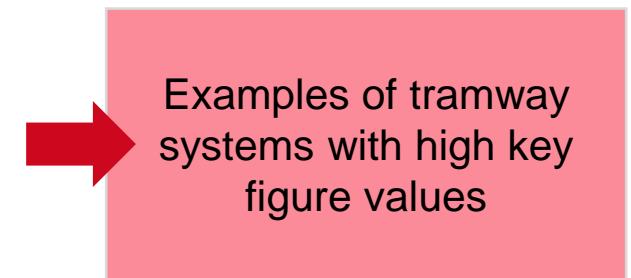 Examples of tramway
systems with high key
figure values